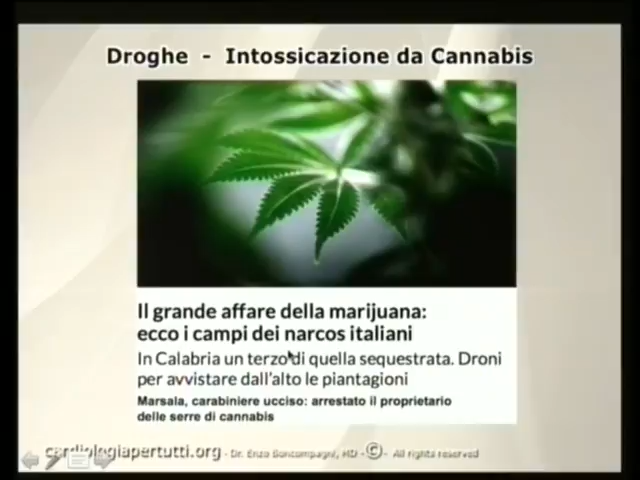 Droghe - Intossicazione da Cannabis
Il grande affare della marijuana:
ecco i campi dei narcos italiani
In Calabria un terzo di quella sequestrata. Droni
per avvistare dall'alto le piantagioni
Marsala, carabiniere ucciso: arrestato il proprietario
delle serre di cannabis
cardiologiapertutti.org - Dr. Enzo Boncompagni, MD - © - All rights reserved